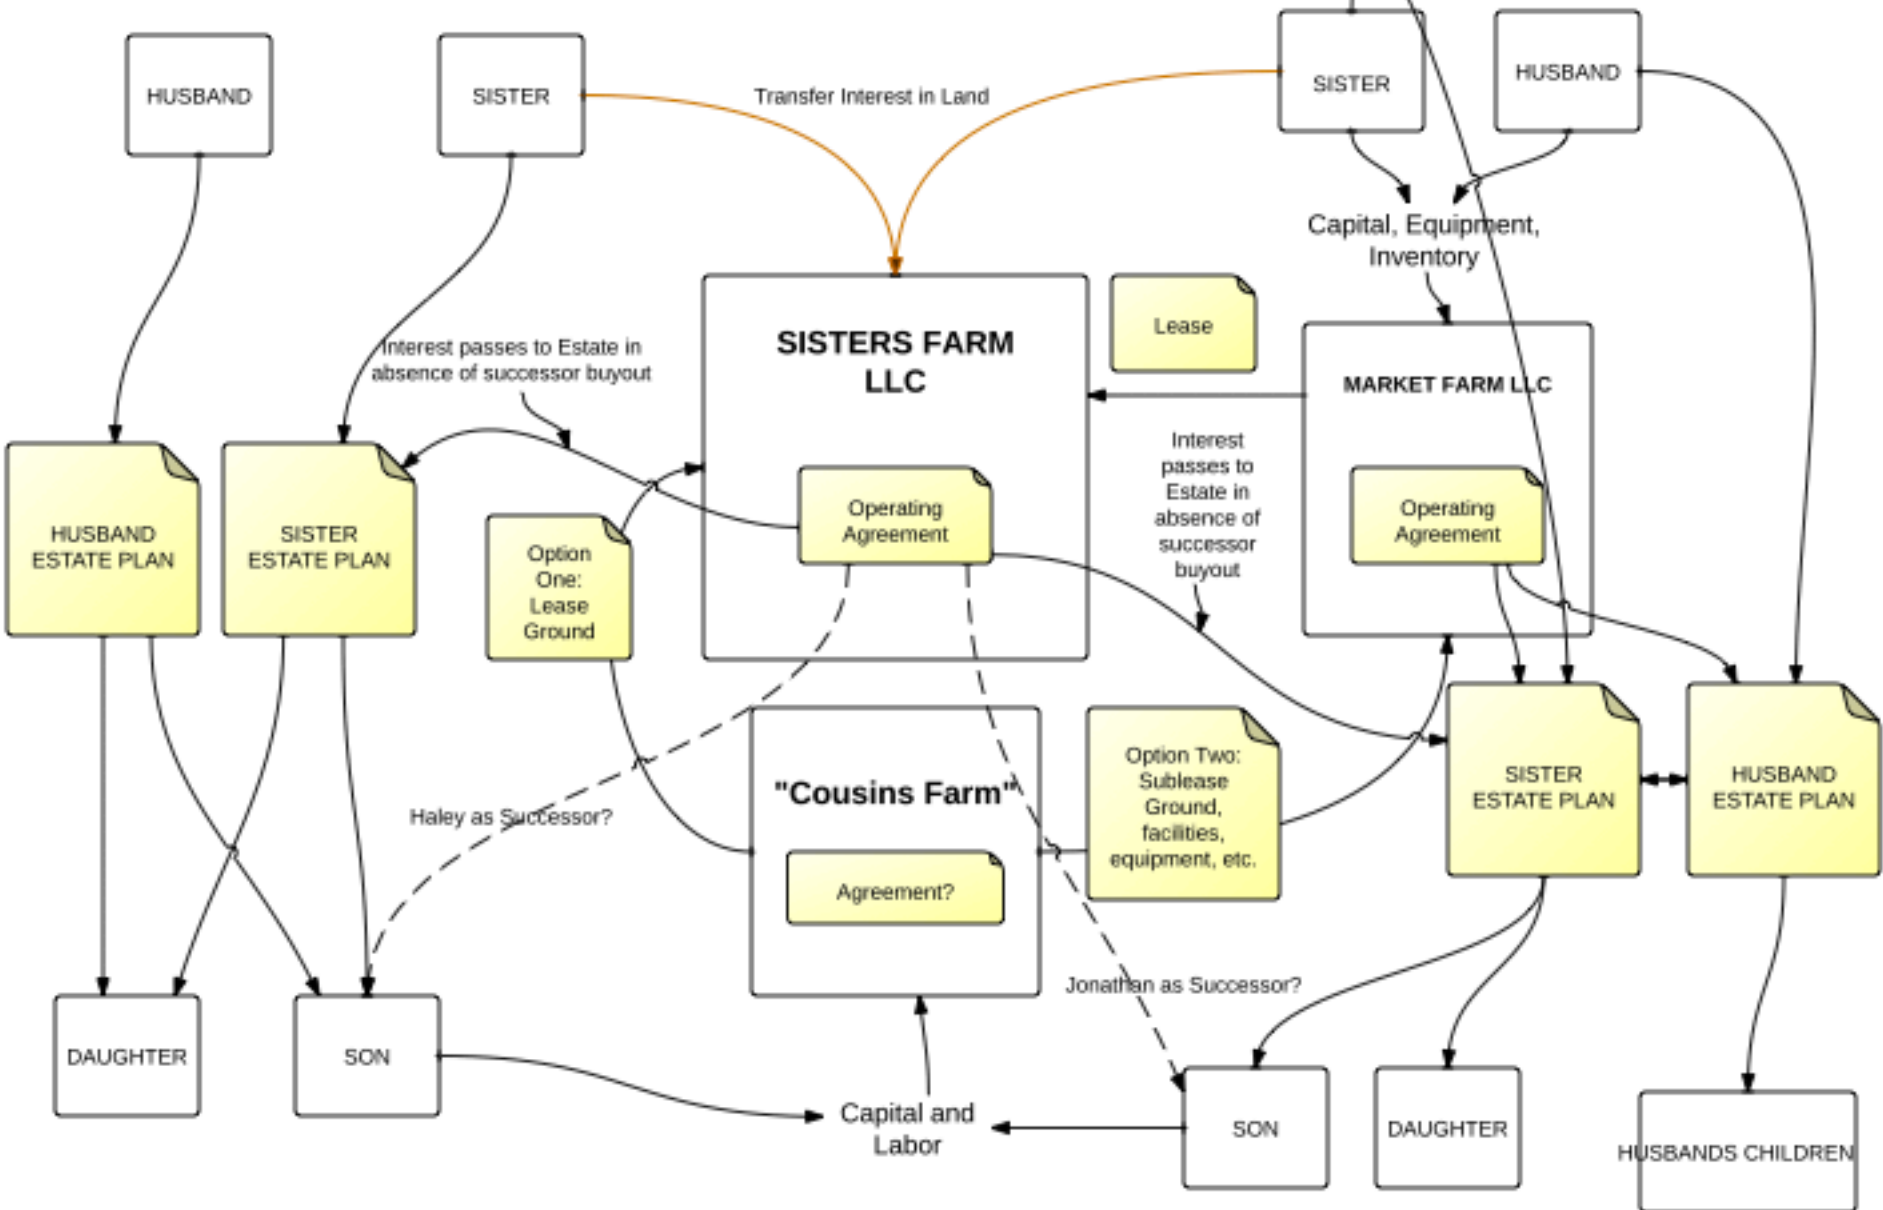 HUSBAND
SISTER
Transfer Interest in Land
SISTER
HUSBAND
Capital, Equipment,
Inventory
Interest passes to Estate in
absence of successor buyout
SISTERS FARM
LLC
Lease
MARKET FARM LLC
Interest
passes to
Estate in
absence of
successor
buyout
Operating
Agreement
Operating
Agreement
HUSBAND
ESTATE PLAN
SISTER
ESTATE PLAN
Option
One:
Lease
Ground
"Cousins Farm"
Agreement?
Option Two:
Sublease
Ground,
facilities,
equipment, etc.
SISTER
ESTATE PLAN
HUSBAND
ESTATE PLAN
Haley as Successor?
Jonathan as Successor?
DAUGHTER
SON
Capital and
Labor
SON
DAUGHTER
HUSBANDS CHILDREN